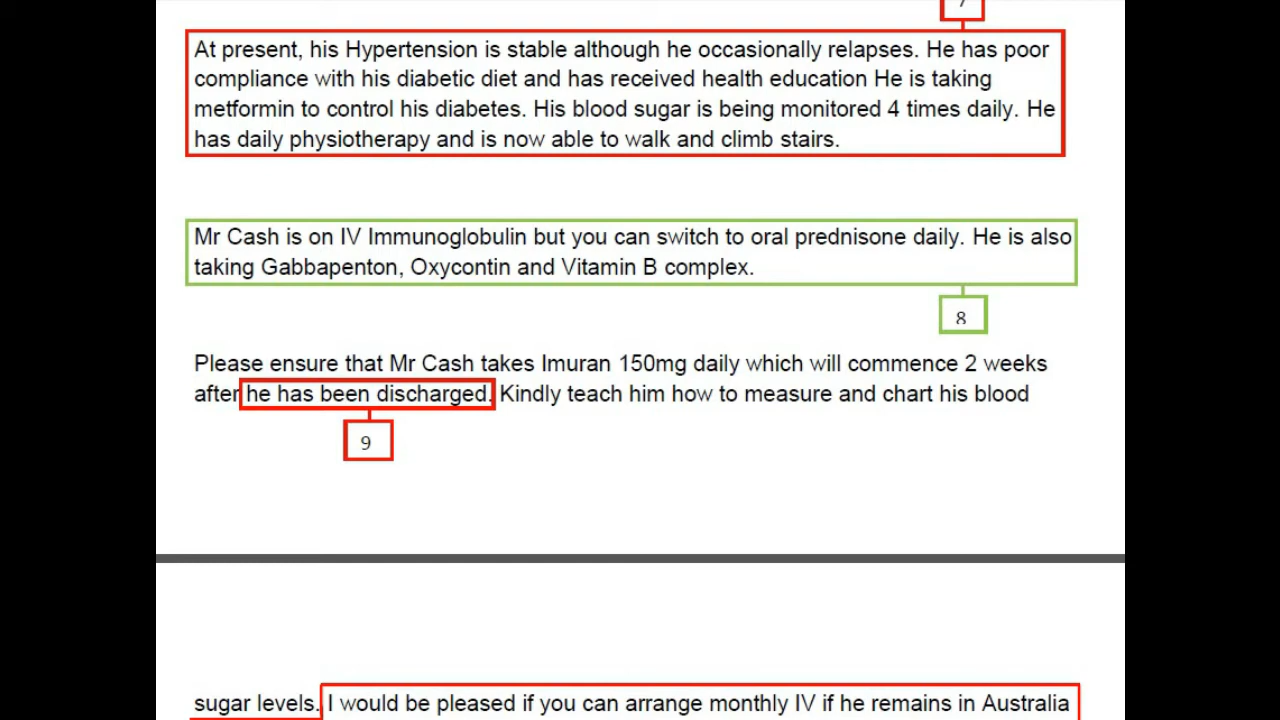 7
At present, his Hypertension is stable although he occasionally relapses. He has poor
compliance with his diabetic diet and has received health education He is taking
metformin to control his diabetes. His blood sugar is being monitored 4 times daily. He
has daily physiotherapy and is now able to walk and climb stairs.
Mr Cash is on IV Immunoglobulin but you can switch to oral prednisone daily. He is also
taking Gabbapenton, Oxycontin and Vitamin B complex.
8
Please ensure that Mr Cash takes Imuran 150mg daily which will commence 2 weeks
after he has been discharged. Kindly teach him how to measure and chart his blood
9
sugar levels. I would be pleased if you can arrange monthly IV if he remains in Australia